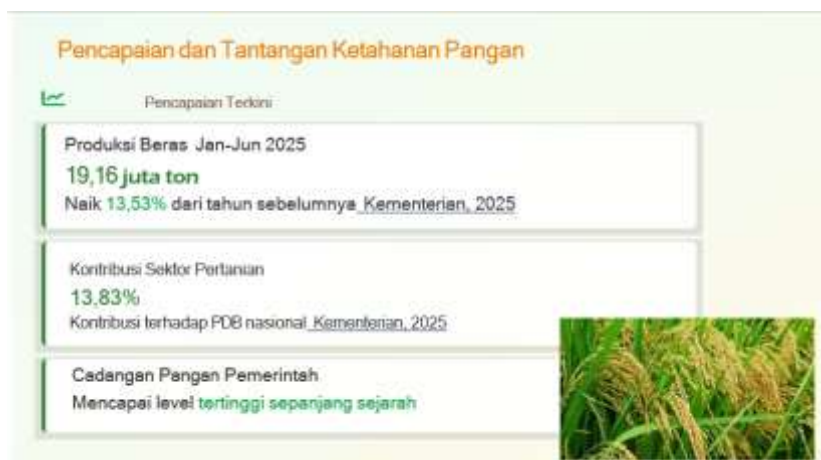 Pencapaian dan Tantangan Ketahanan Pangan
Pencapaian Terkini
Produksi Beras Jan-Jun 2025
19,16 juta ton
Naik 13,53% dari tahun sebelumnya Kementerian, 2025
Kontribusi Sektor Pertanian
13,83%
Kontribusi terhadap PDB nasional Kementerian, 2025
Cadangan Pangan Pemerintah
Mencapai level tertinggi sepanjang sejarah